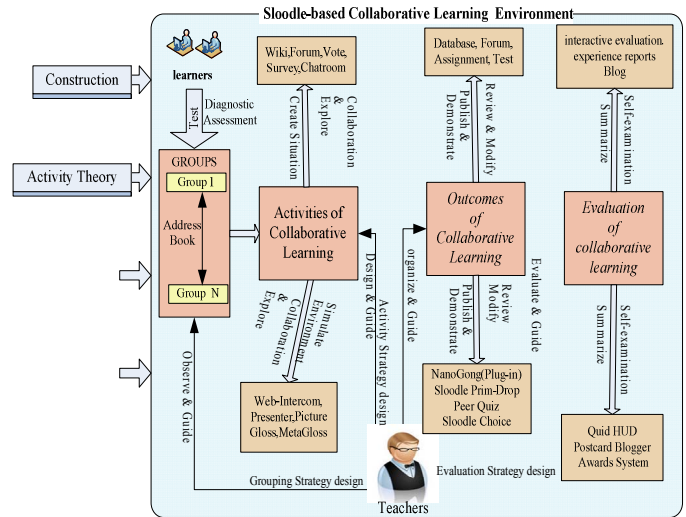 Sloodle-based Collaborative Learning Environment
Construction
Activity Theory
learners
Test
Diagnostic
Assessment
GROUPS
Group 1
Address
Book
Group N
Observe & Guide
Wiki,Forum,Vote,
Survey,Chatroom
Create Situation
Collaboration
&
Explore
Activities of
Collaborative
Learning
Simulate
Environment
Collaboration
&
Explore
Web-Intercom,
Presenter,Picture
Gloss,MetaGloss
Design & Guide
Activity Strategy design
organize & Guide
Database, Forum,
Assignment, Test
Publish &
Demonstrate
Review & Modify
Outcomes
of
Collaborative
Learning
Publish &
Demonstrate
Review
Modify
Evaluate & Guide
NanoGong(Plug-in)
Sloodle Prim-Drop
Peer Quiz
Sloodle Choice
interactive evaluation.
experience reports
Blog
Summarize
Self-examination
Evaluation
of
collaborative
learning
Summarize
Self-examination
Quid HUD
Postcard Blogger
Awards System
Grouping Strategy design
Evaluation Strategy design
Teachers